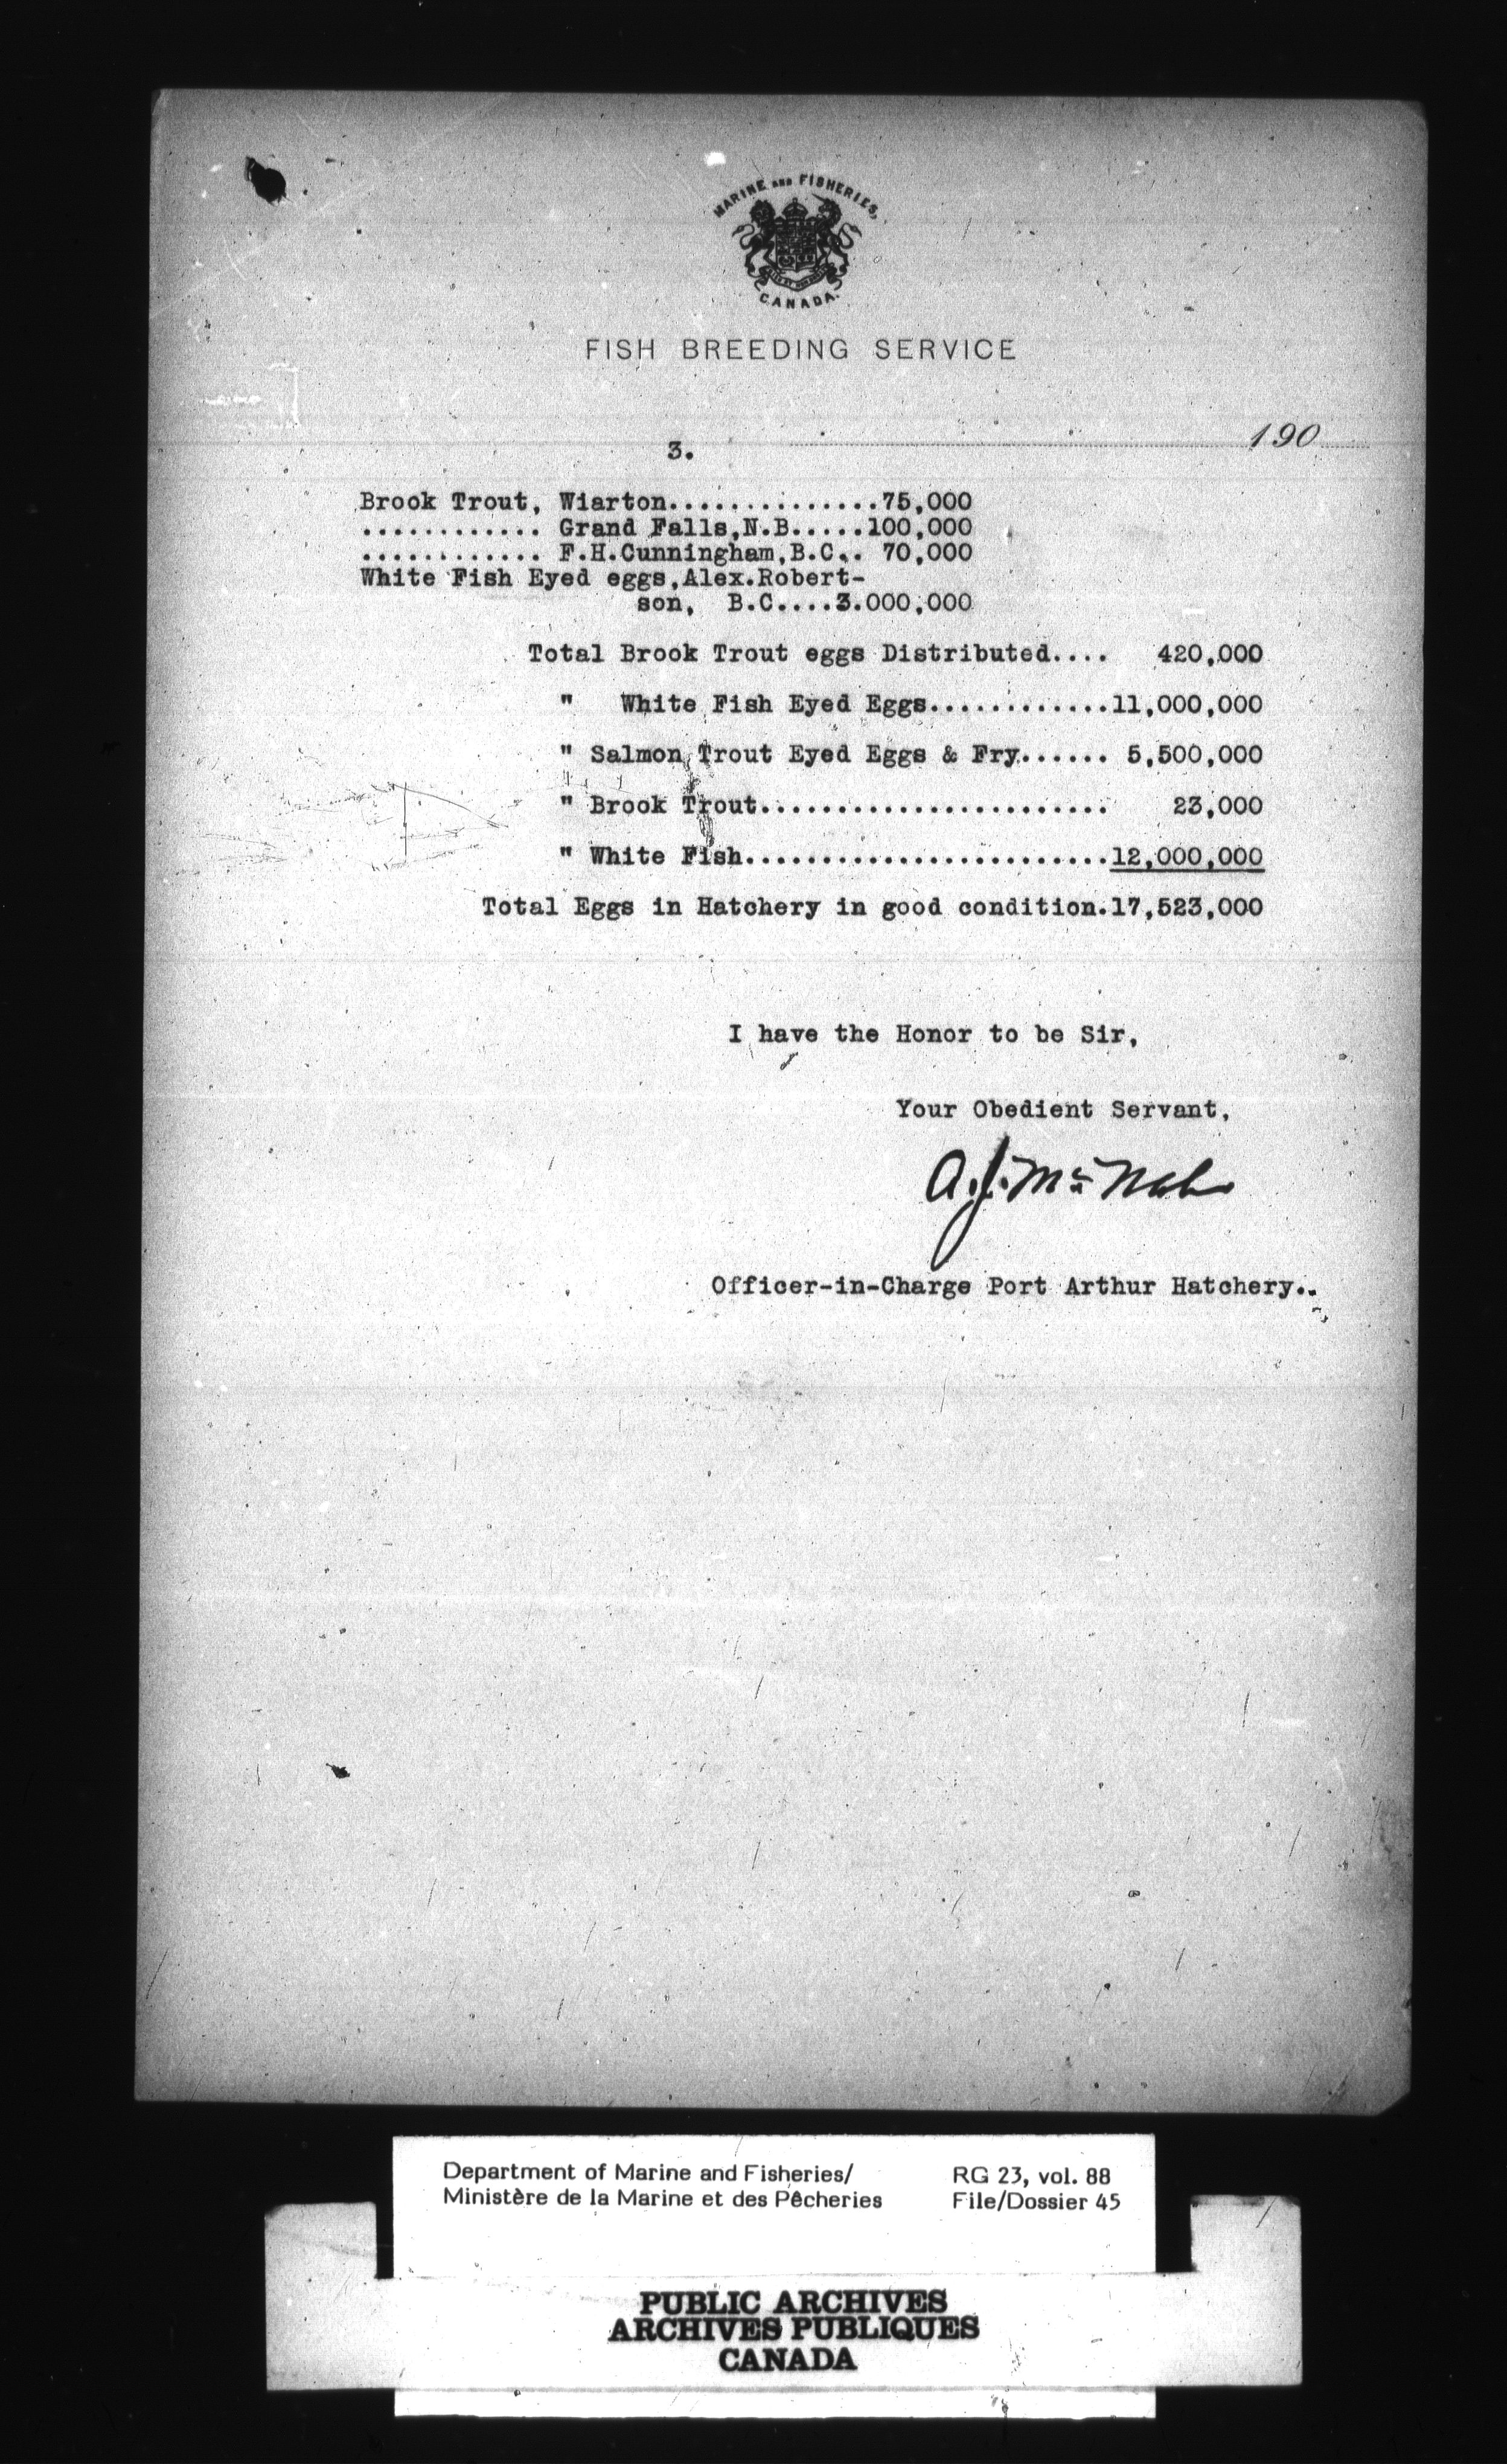 MARINE AND FISHERIES,
CANADA.
FISH BREEDING SERVICE
190
3.
Brook Trout, Wiarton...............75,000
............ Grand Falls,N.B.....100,000
............ F.H.Cunningham,B.C.. 70,000
White Fish Eyed eggs,Alex.Robert-
son, B.C....3.000,000
Total Brook Trout eggs Distributed.... 420,000
" White Fish Eyed Eggs............11,000,000
" Salmon Trout Eyed Eggs & Fry...... 5,500,000
" Brook Trout....................... 23,000
" White Fish........................12,000,000
Total Eggs in Hatchery in good condition.17,523,000
I have the Honor to be Sir,
Your Obedient Servant,
A.J. McNab
Officer-in-Charge Port Arthur Hatchery..
Department of Marine and Fisheries/ RG 23, vol. 88
Ministère de la Marine et des Pêcheries File/Dossier 45
PUBLIC ARCHIVES
ARCHIVES PUBLIQUES
CANADA